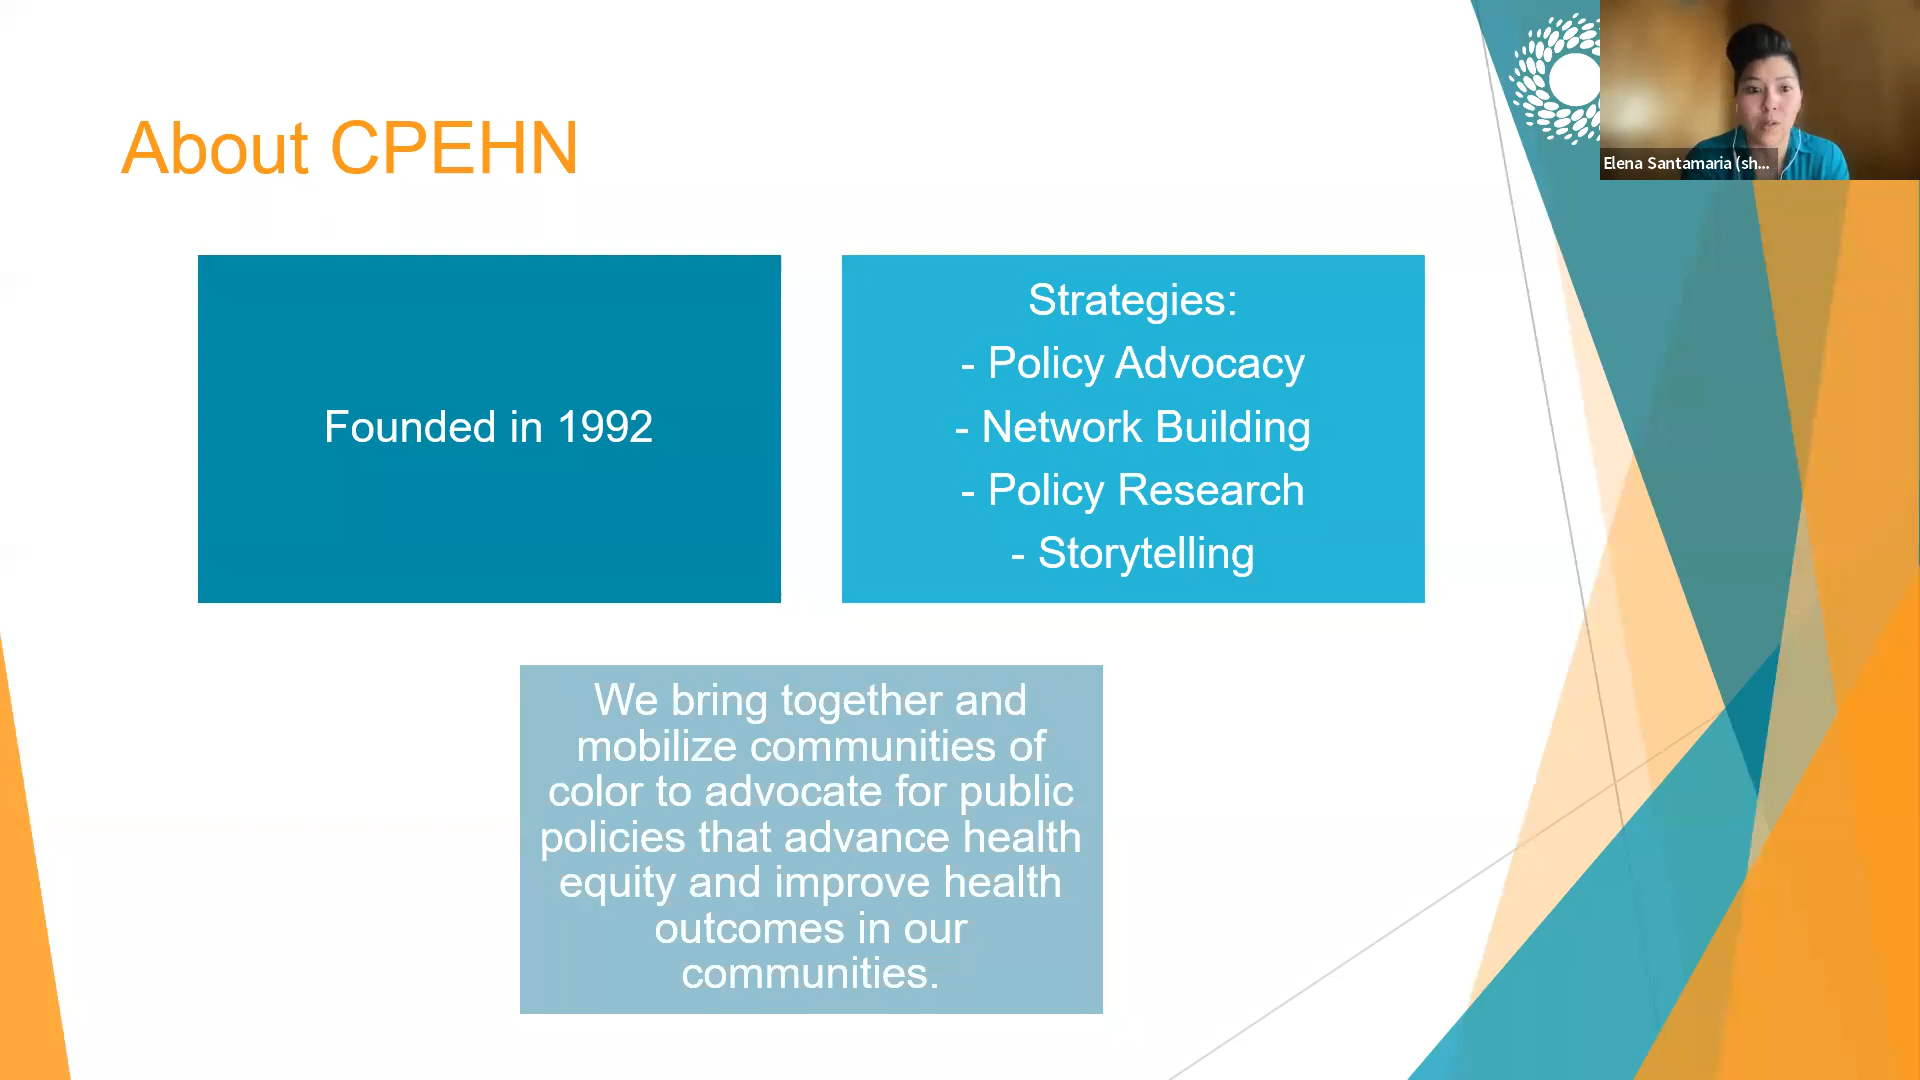 About CPEHN
Elena Santamaria (sh...
Founded in 1992
Strategies:
- Policy Advocacy
- Network Building
- Policy Research
- Storytelling
We bring together and
mobilize communities of
color to advocate for public
policies that advance health
equity and improve health
outcomes in our
communities.